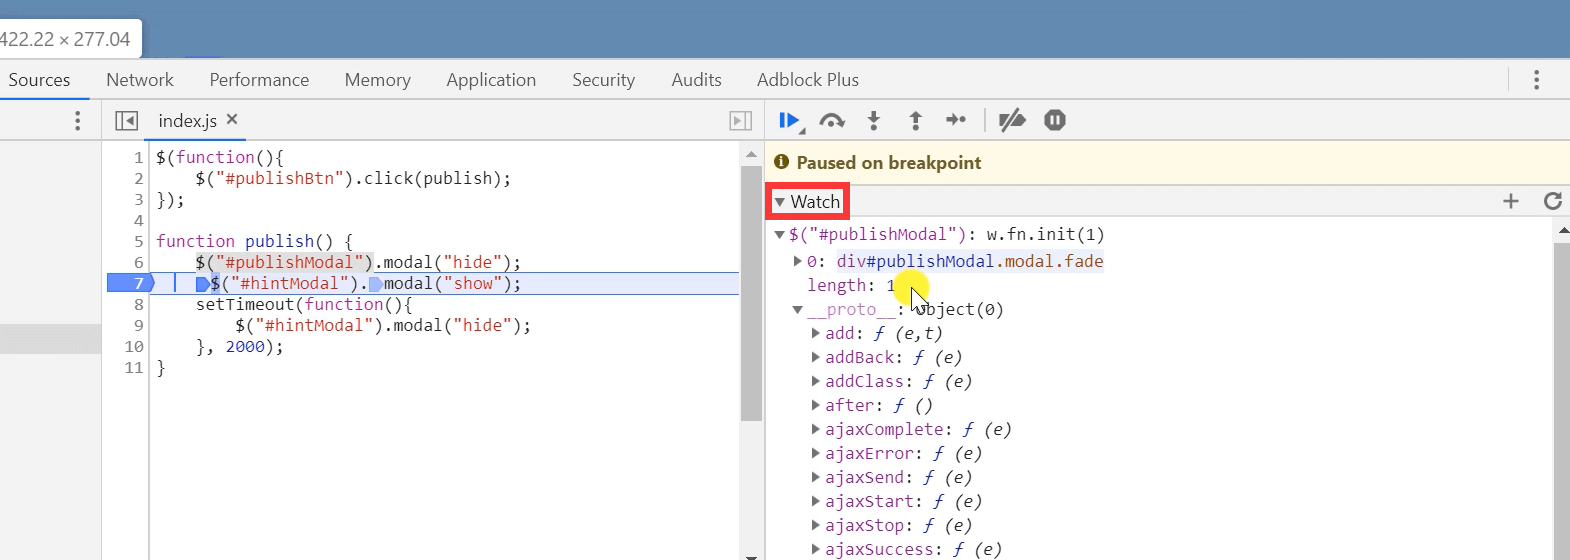 422.22 × 277.04
Sources Network Performance Memory Application Security Audits Adblock Plus
index.js ×
Paused on breakpoint
Watch
1 $(function(){
2 $("#publishBtn").click(publish);
3 });
4
5 function publish() {
6 $("#publishModal").modal("hide");
7 $("#hintModal").modal("show");
8 setTimeout(function(){
9 $("#hintModal").modal("hide");
10 }, 2000);
11 }
$("#publishModal"): w.fn.init(1)
0: div#publishModal.modal.fade
length: 1
__proto__: Object(0)
add: ƒ (e,t)
addBack: ƒ (e)
addClass: ƒ (e)
after: ƒ ()
ajaxComplete: ƒ (e)
ajaxError: ƒ (e)
ajaxSend: ƒ (e)
ajaxStart: ƒ (e)
ajaxStop: ƒ (e)
ajaxSuccess: ƒ (e)